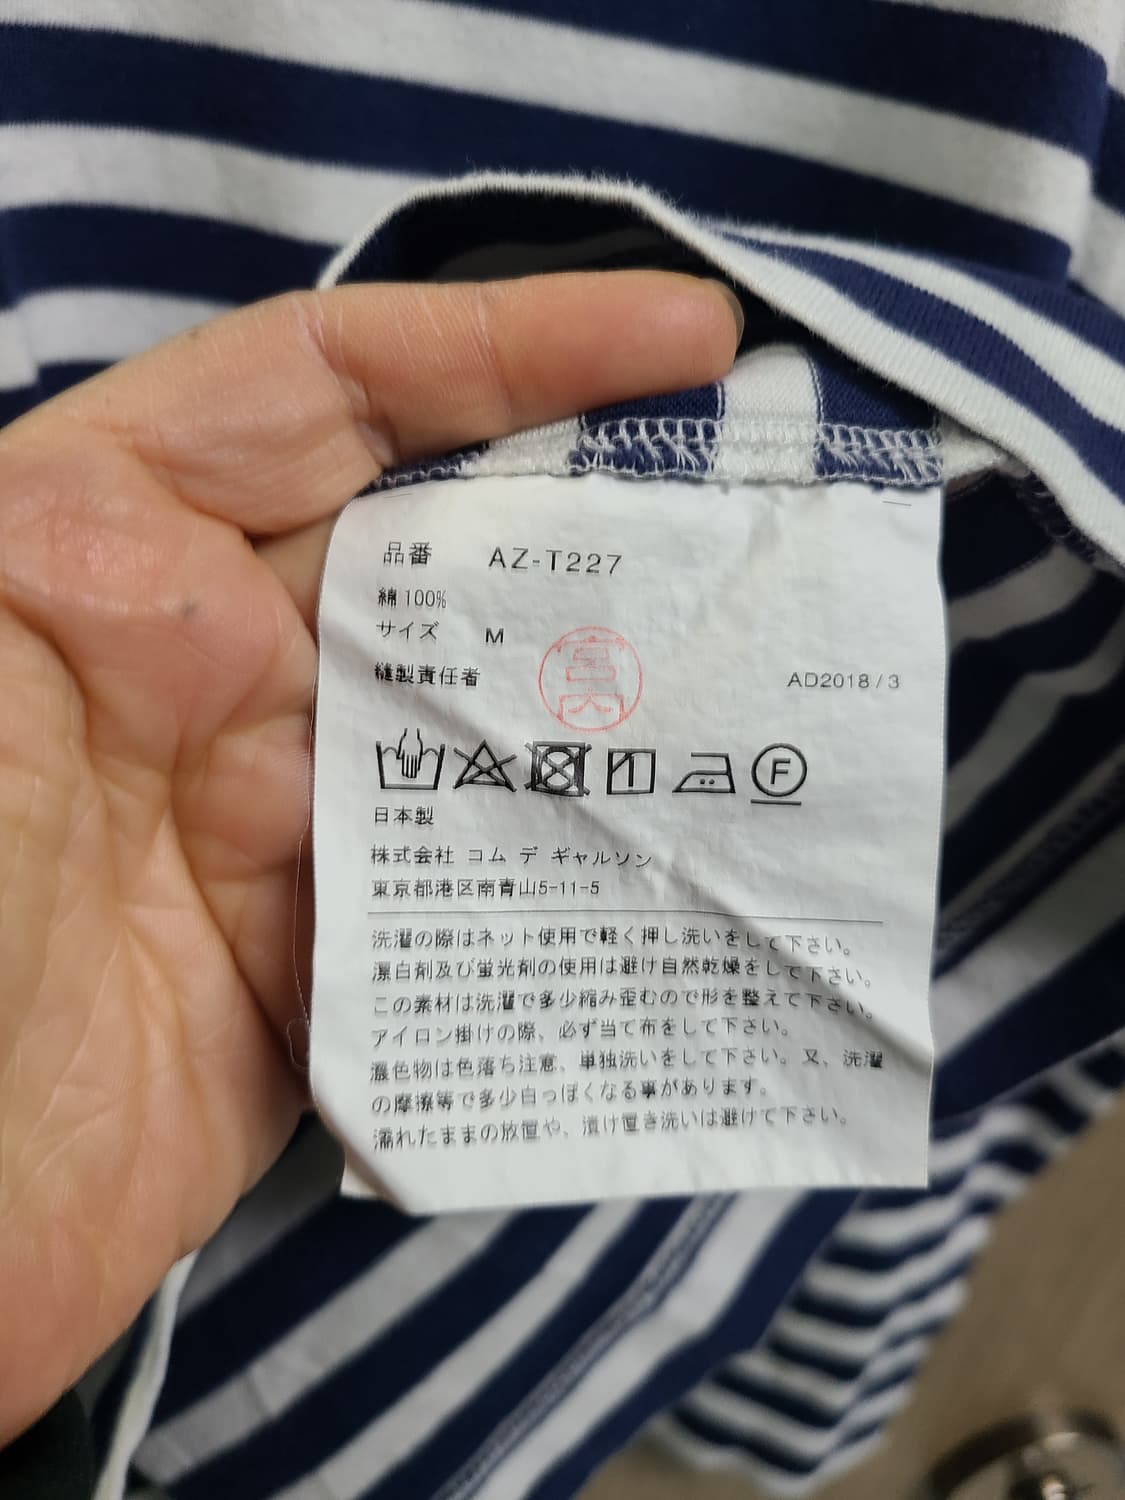 品番 AZ-T227
綿 100%
サイズ M
縫製責任者 宮内 AD2018 / 3
F
日本製
株式会社 コム デ ギャルソン
東京都港区南青山5-11-5
洗濯の際はネット使用で軽く押し洗いをして下さい。
漂白剤及び蛍光剤の使用は避け自然乾燥をして下さい。
この素材は洗濯で多少縮み歪むので形を整えて下さい。
アイロン掛けの際、必ず当て布をして下さい。
濃色物は色落ち注意、単独洗いをして下さい。又、洗濯
の摩擦等で多少白っぽくなる事があります。
濡れたままの放置や、漬け置き洗いは避けて下さい。